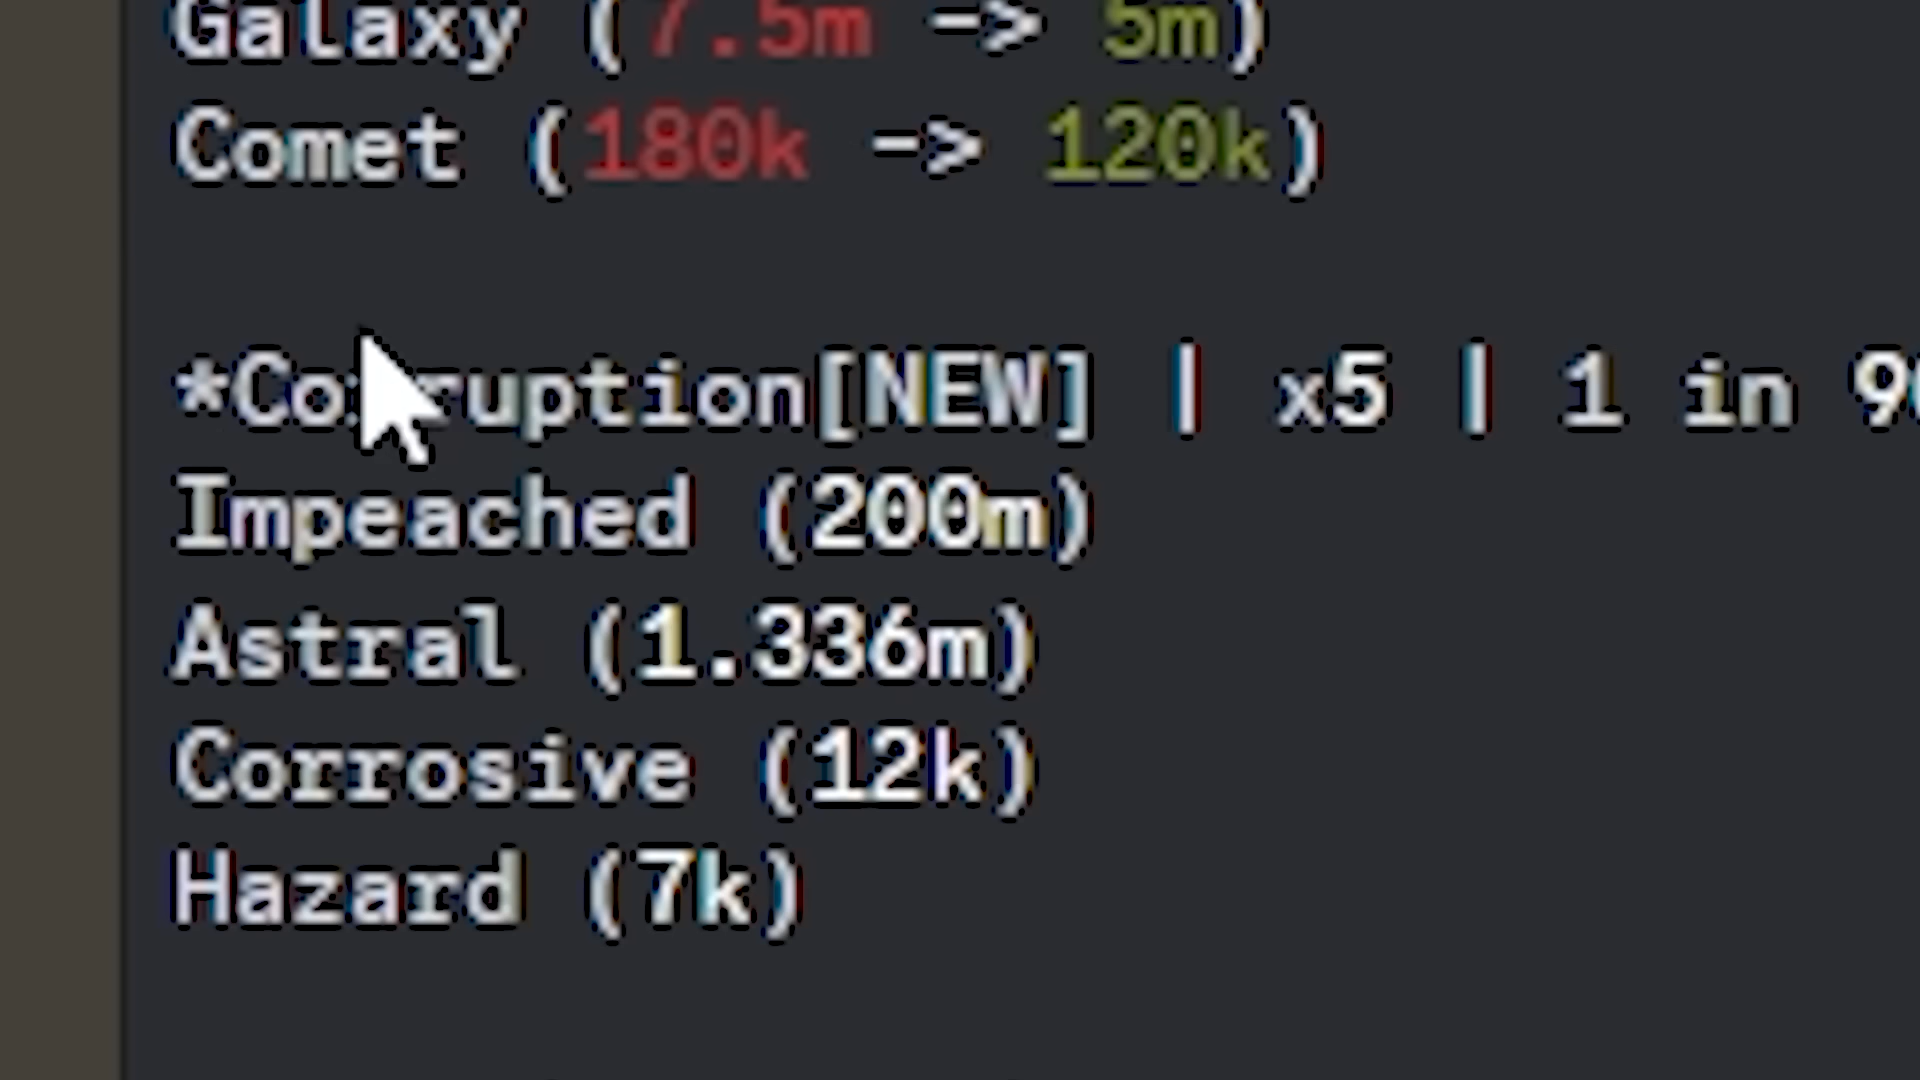 Galaxy (7.5m -> 5m)
Comet (180k -> 120k)
*Corruption[NEW] | x5 | 1 in
Impeached (200m)
Astral (1.336m)
Corrosive (12k)
Hazard (7k)